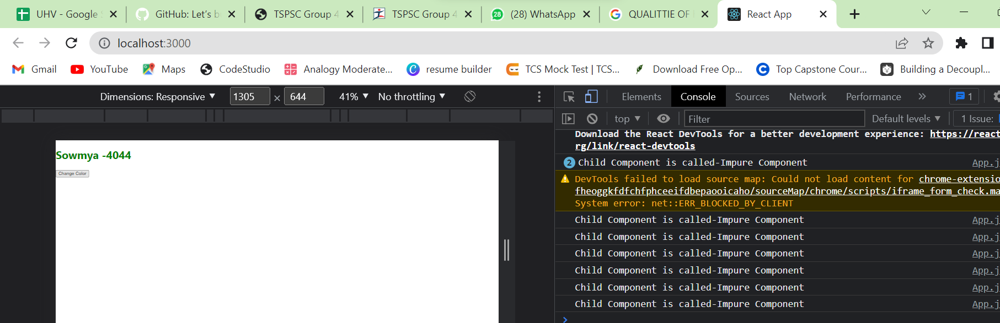 UHV - Google S
GitHub: Let's b
TSPSC Group 4
TSPSC Group 4
28
(28) WhatsApp
QUALITTIE OF
React App
localhost:3000
Gmail
YouTube
Maps
CodeStudio
Analogy Moderate...
resume builder
TCS Mock Test | TCS...
Download Free Op...
Top Capstone Cour...
Building a Decoupl...
Dimensions: Responsive ▼ 1305 × 644 41% ▼ No throttling ▼
Elements Console Sources Network Performance » 1
top ▼ Filter Default levels ▼ 1 Issue:
Sowmya -4044
Change Color
Download the React DevTools for a better development experience: https://react
rg/link/react-devtools
2 Child Component is called-Impure Component App.j
DevTools failed to load source map: Could not load content for chrome-extensio
fheoggkfdfchfphceeifdbepaooicaho/sourceMap/chrome/scripts/iframe_form_check.ma
System error: net::ERR_BLOCKED_BY_CLIENT
Child Component is called-Impure Component App.j
Child Component is called-Impure Component App.j
Child Component is called-Impure Component App.j
Child Component is called-Impure Component App.j
Child Component is called-Impure Component App.j
Child Component is called-Impure Component App.j